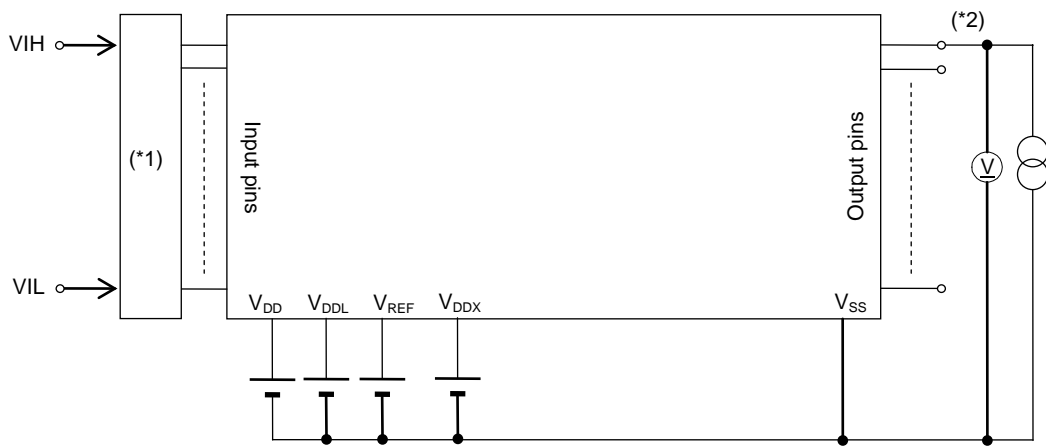 (*2)
VIH
(*1)
Input pins
Output pins
V
VIL
VDD
VDDL
VREF
VDDX
VSS